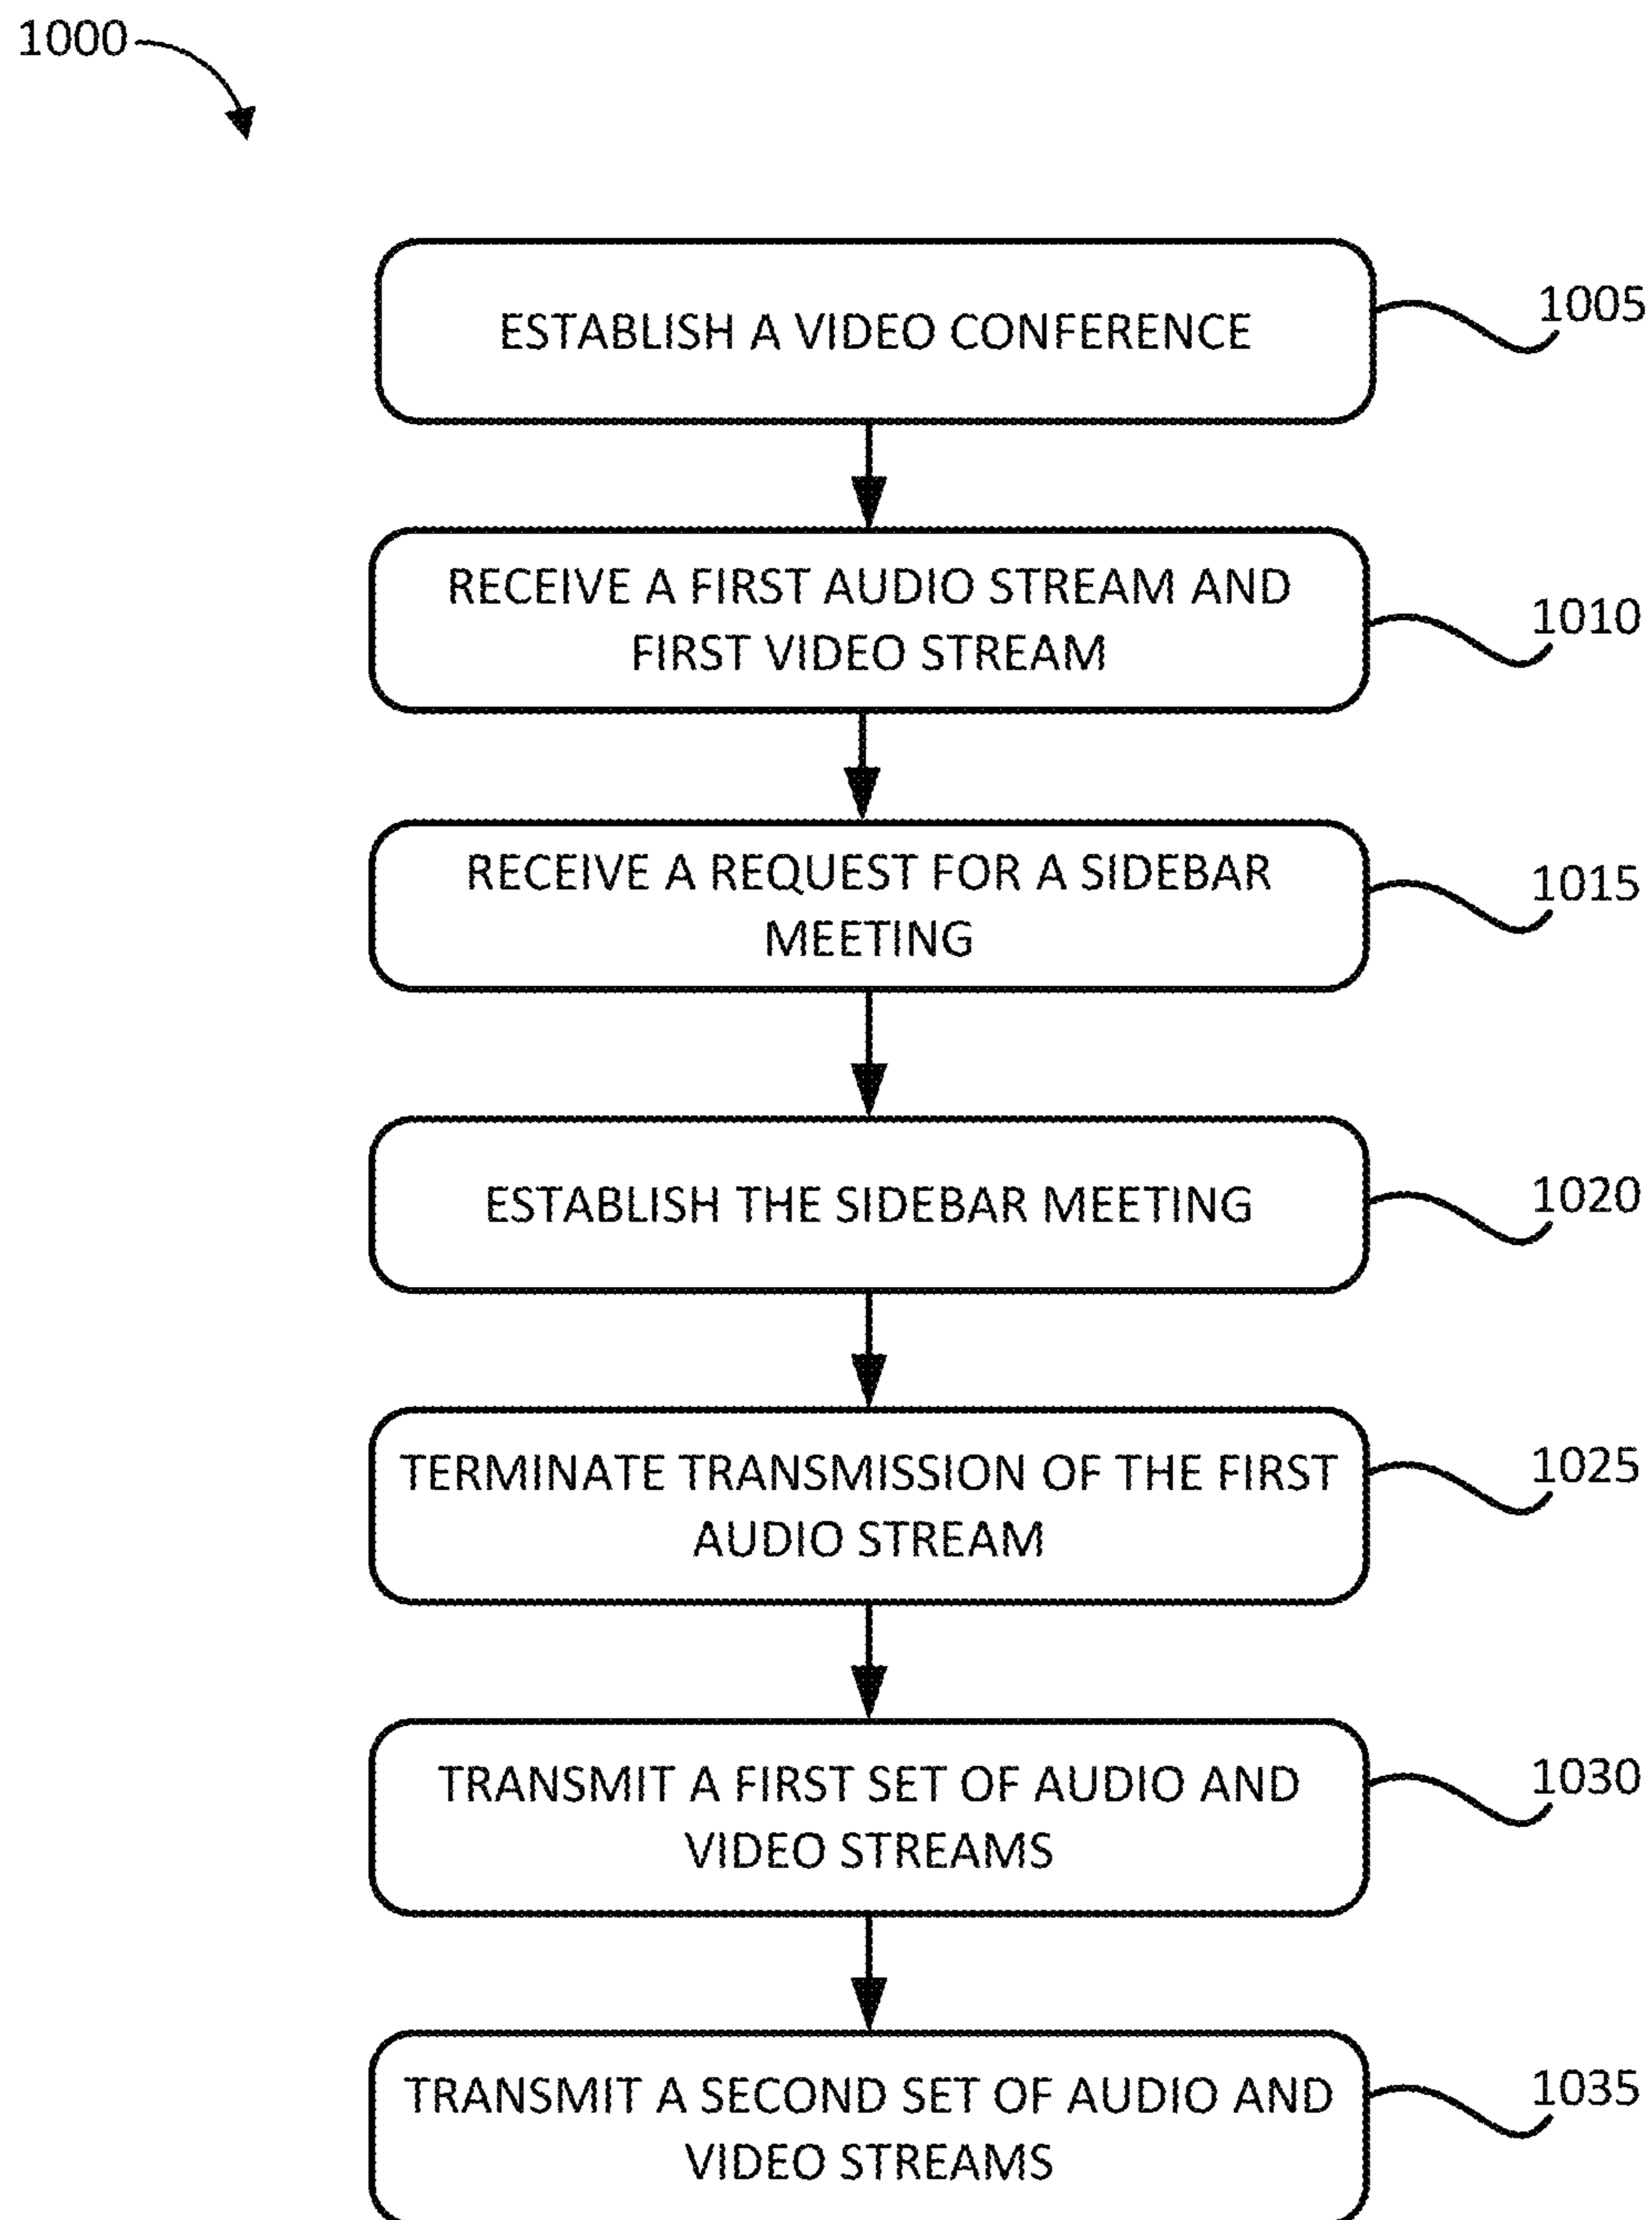 1000
ESTABLISH A VIDEO CONFERENCE
1005
RECEIVE A FIRST AUDIO STREAM AND
FIRST VIDEO STREAM
1010
RECEIVE A REQUEST FOR A SIDEBAR
MEETING
1015
ESTABLISH THE SIDEBAR MEETING
1020
TERMINATE TRANSMISSION OF THE FIRST
AUDIO STREAM
1025
TRANSMIT A FIRST SET OF AUDIO AND
VIDEO STREAMS
1030
TRANSMIT A SECOND SET OF AUDIO AND
VIDEO STREAMS
1035